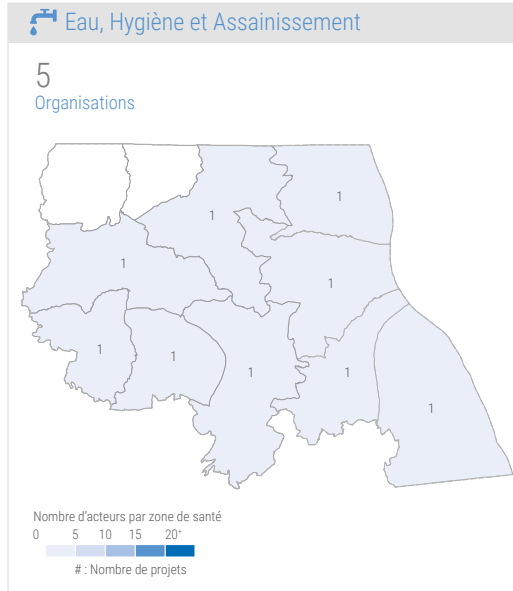 Eau, Hygiène et Assainissement
5
Organisations
1
1
1
1
1
1
1
1
1
Nombre d'acteurs par zone de santé
0 5 10 15 20+
# : Nombre de projets